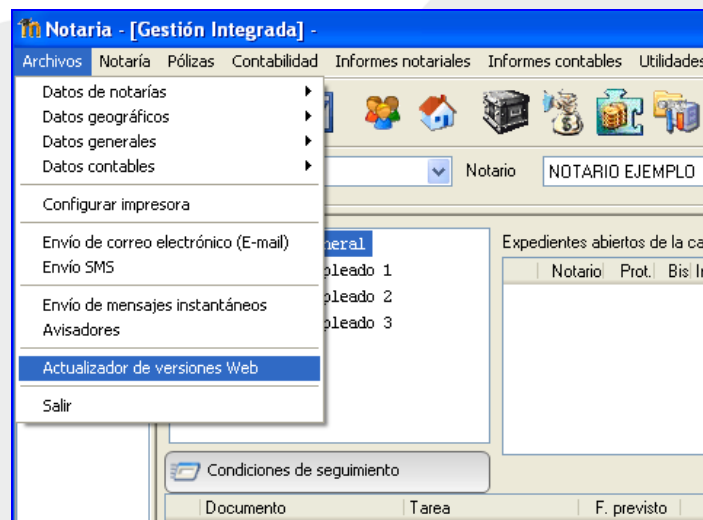 Notaria - [Gestión Integrada] -
Archivos Notaría Pólizas Contabilidad Informes notariales Informes contables Utilidades
Datos de notarías
Datos geográficos
Datos generales
Datos contables
Notario NOTARIO EJEMPLO
Configurar impresora
Envío de correo electrónico (E-mail)
Envío SMS
Envío de mensajes instantáneos
Avisadores
Actualizador de versiones Web
Salir
neral
pleado 1
pleado 2
pleado 3
Expedientes abiertos de la ca
Notario Prot. Bis In
Condiciones de seguimiento
Documento Tarea F. previsto